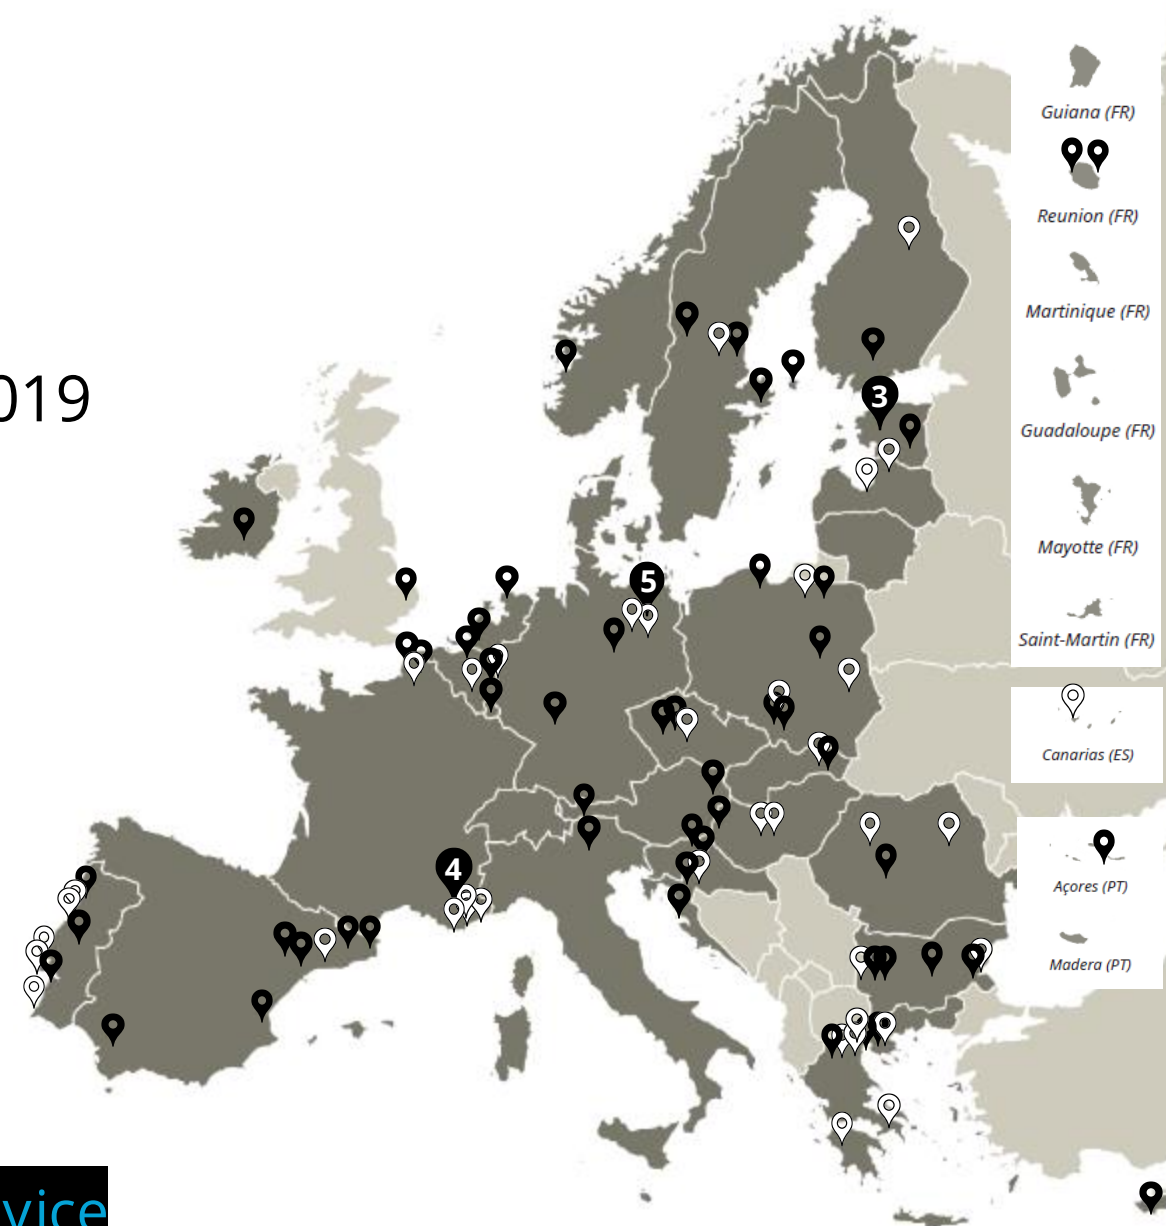 Guiana (FR)
Reunion (FR)
Martinique (FR)
019
3
Guadaloupe (FR)
Mayotte (FR)
5
Saint-Martin (FR)
Canarias (ES)
4
Açores (PT)
Madera (PT)
vice